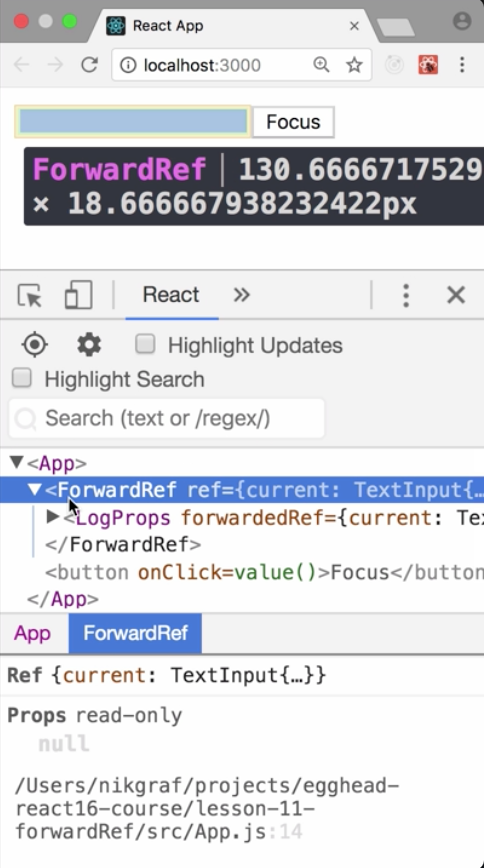 React App
localhost:3000
Focus
ForwardRef | 130.6666717529
× 18.666667938232422px
React
Highlight Updates
Highlight Search
Search (text or /regex/)
<App>
<ForwardRef ref={current: TextInput{…
<LogProps forwardedRef={current: Tex
</ForwardRef>
<button onClick=value()>Focus</button
</App>
App ForwardRef
Ref {current: TextInput{…}}
Props read-only
null
/Users/nikgraf/projects/egghead-
react16-course/lesson-11-
forwardRef/src/App.js:14